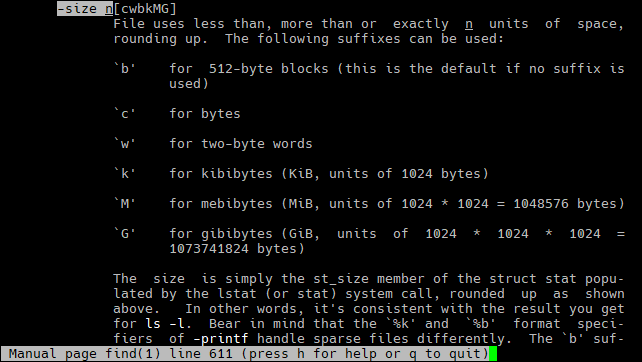 -size n[cwbkMG]
File uses less than, more than or exactly n units of space,
rounding up. The following suffixes can be used:
`b' for 512-byte blocks (this is the default if no suffix is
used)
`c' for bytes
`w' for two-byte words
`k' for kibibytes (KiB, units of 1024 bytes)
`M' for mebibytes (MiB, units of 1024 * 1024 = 1048576 bytes)
`G' for gibibytes (GiB, units of 1024 * 1024 * 1024 =
1073741824 bytes)
The size is simply the st_size member of the struct stat popu-
lated by the lstat (or stat) system call, rounded up as shown
above. In other words, it's consistent with the result you get
for ls -l. Bear in mind that the `%k' and `%b' format speci-
fiers of -printf handle sparse files differently. The `b' suf-
Manual page find(1) line 611 (press h for help or q to quit)